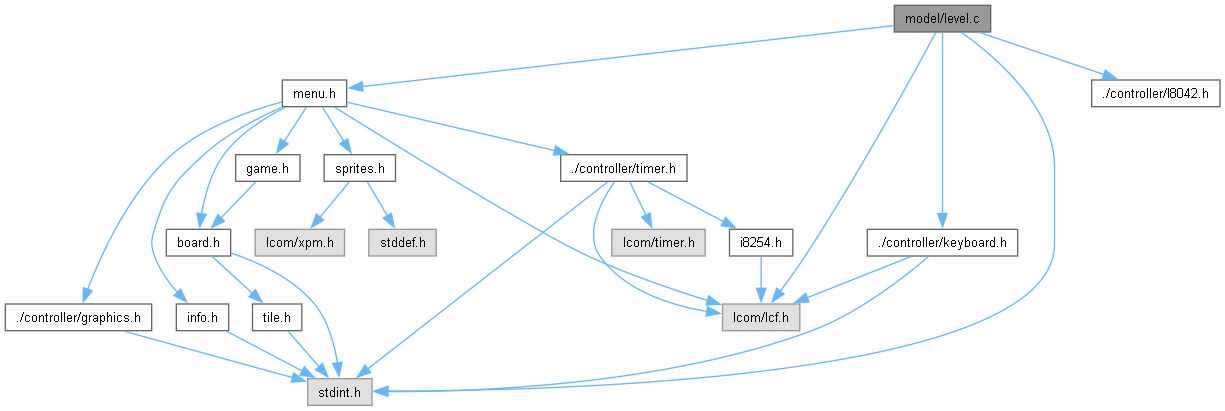 model/level.c
menu.h
./controller/I8042.h
game.h
sprites.h
./controller/timer.h
board.h
lcom/xpm.h
stddef.h
lcom/timer.h
i8254.h
./controller/keyboard.h
./controller/graphics.h
info.h
tile.h
lcom/lcf.h
stdint.h